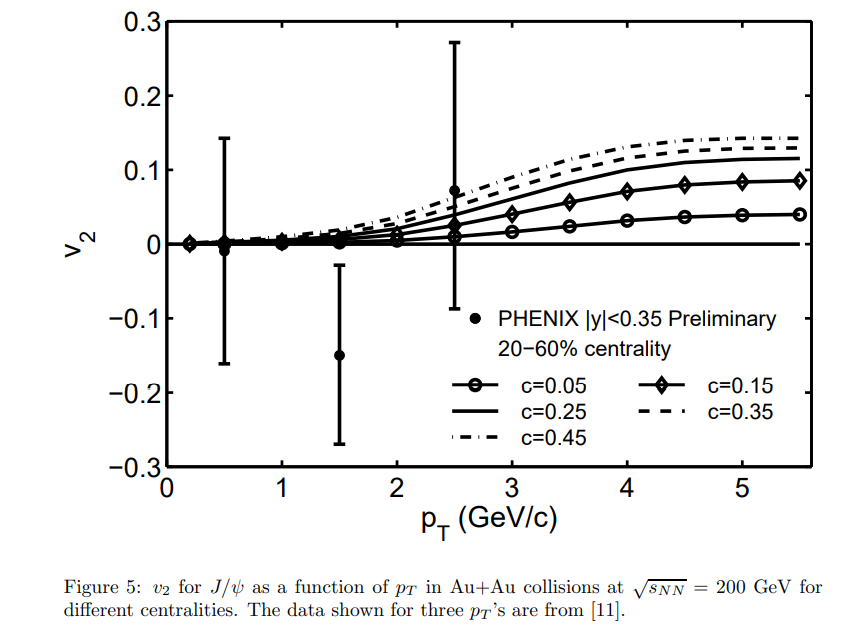 0.3
0.2
0.1
0
−0.1
−0.2
−0.3
v2
PHENIX |y|<0.35 Preliminary
20−60% centrality
c=0.05 c=0.15
c=0.25 c=0.35
c=0.45
0 1 2 3 4 5
pT (GeV/c)
Figure 5: v2 for J/ψ as a function of pT in Au+Au collisions at √sNN = 200 GeV for
different centralities. The data shown for three pT's are from [11].